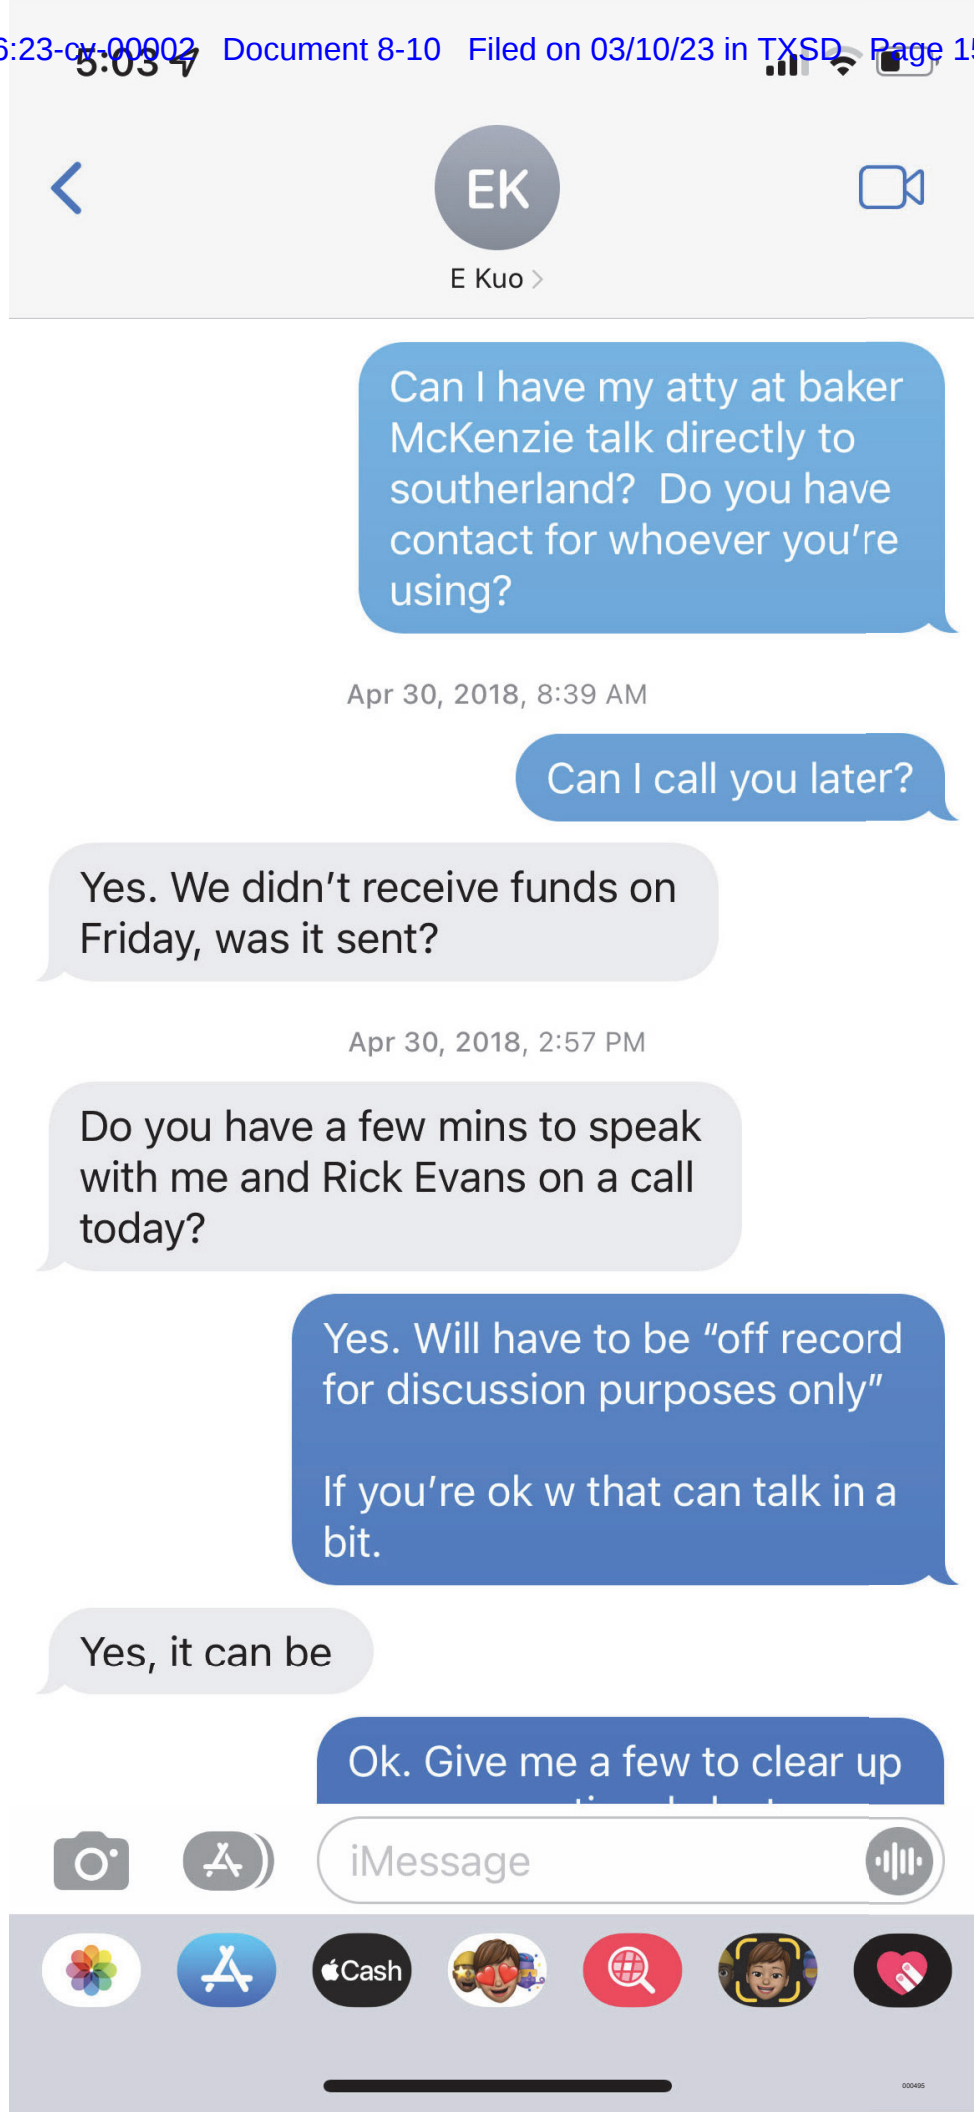 6:23-cv-00002 Document 8-10 Filed on 03/10/23 in TXSD Page 15
5:03
EK
E Kuo
Can I have my atty at baker
McKenzie talk directly to
southerland?  Do you have
contact for whoever you're
using?
Apr 30, 2018, 8:39 AM
Can I call you later?
Yes. We didn't receive funds on
Friday, was it sent?
Apr 30, 2018, 2:57 PM
Do you have a few mins to speak
with me and Rick Evans on a call
today?
Yes. Will have to be "off record
for discussion purposes only"
If you're ok w that can talk in a
bit.
Yes, it can be
Ok. Give me a few to clear up
iMessage
Cash
000495